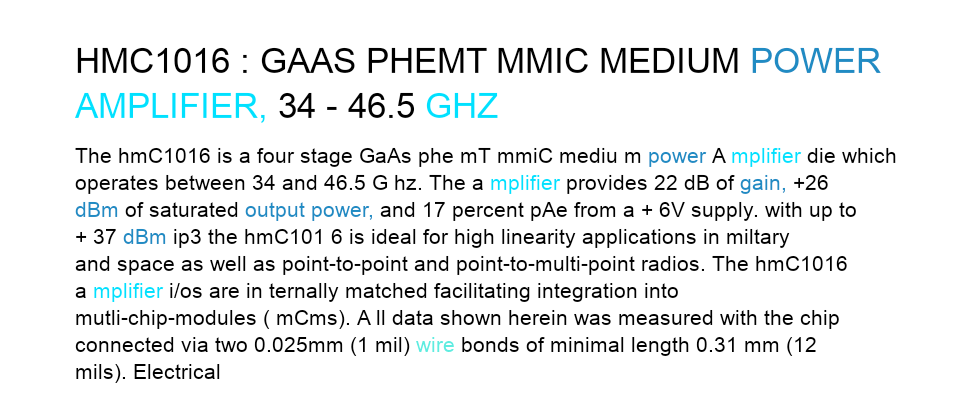 HMC1016 : GAAS PHEMT MMIC MEDIUM POWER
AMPLIFIER, 34 - 46.5 GHZ
The hmC1016 is a four stage GaAs phe mT mmiC mediu m power A mplifier die which
operates between 34 and 46.5 G hz. The a mplifier provides 22 dB of gain, +26
dBm of saturated output power, and 17 percent pAe from a + 6V supply. with up to
+ 37 dBm ip3 the hmC101 6 is ideal for high linearity applications in miltary
and space as well as point-to-point and point-to-multi-point radios. The hmC1016
a mplifier i/os are in ternally matched facilitating integration into
mutli-chip-modules ( mCms). A ll data shown herein was measured with the chip
connected via two 0.025mm (1 mil) wire bonds of minimal length 0.31 mm (12
mils). Electrical